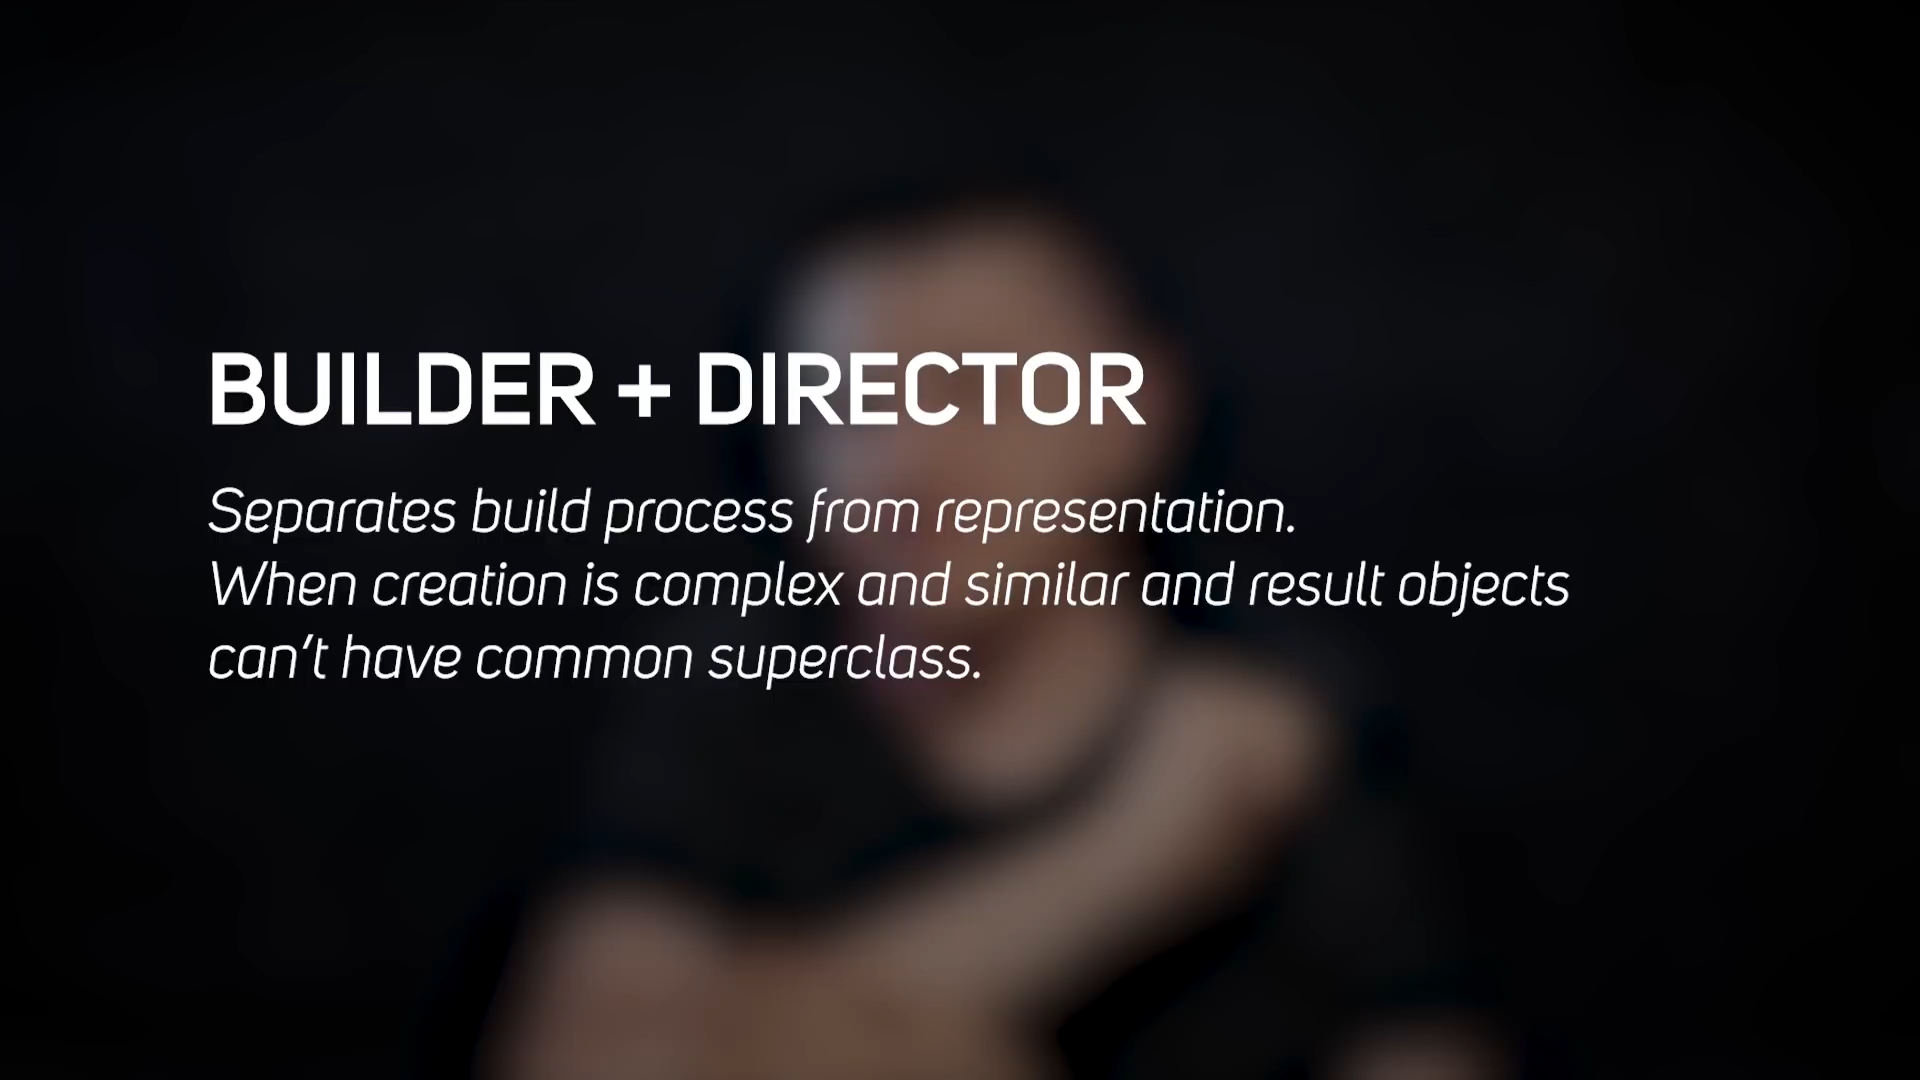 BUILDER + DIRECTOR
Separates build process from representation.
When creation is complex and similar and result objects
can't have common superclass.